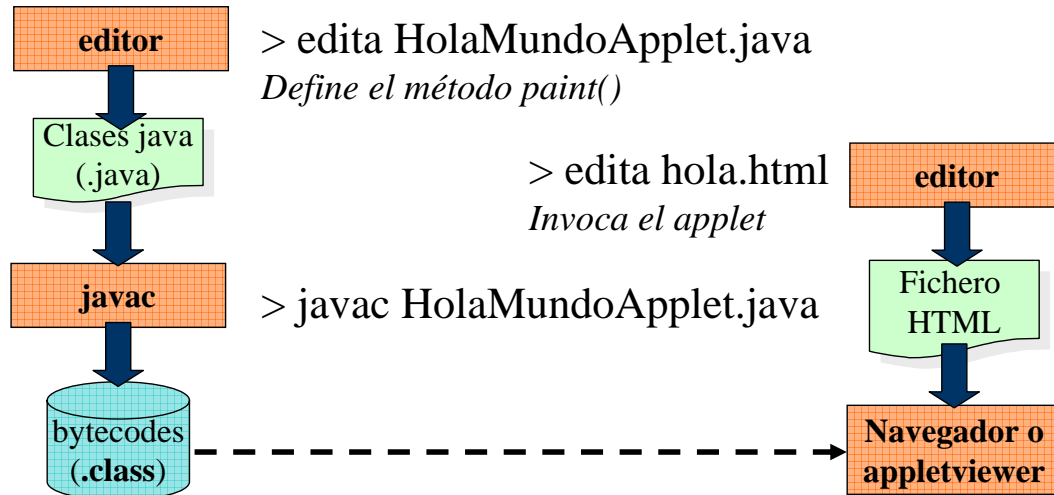 editor
> edita HolaMundoApplet.java
Define el método paint()
Clases java
(.java)
> edita hola.html
Invoca el applet
editor
javac
> javac HolaMundoApplet.java
Fichero
HTML
bytecodes
(.class)
Navegador o
appletviewer